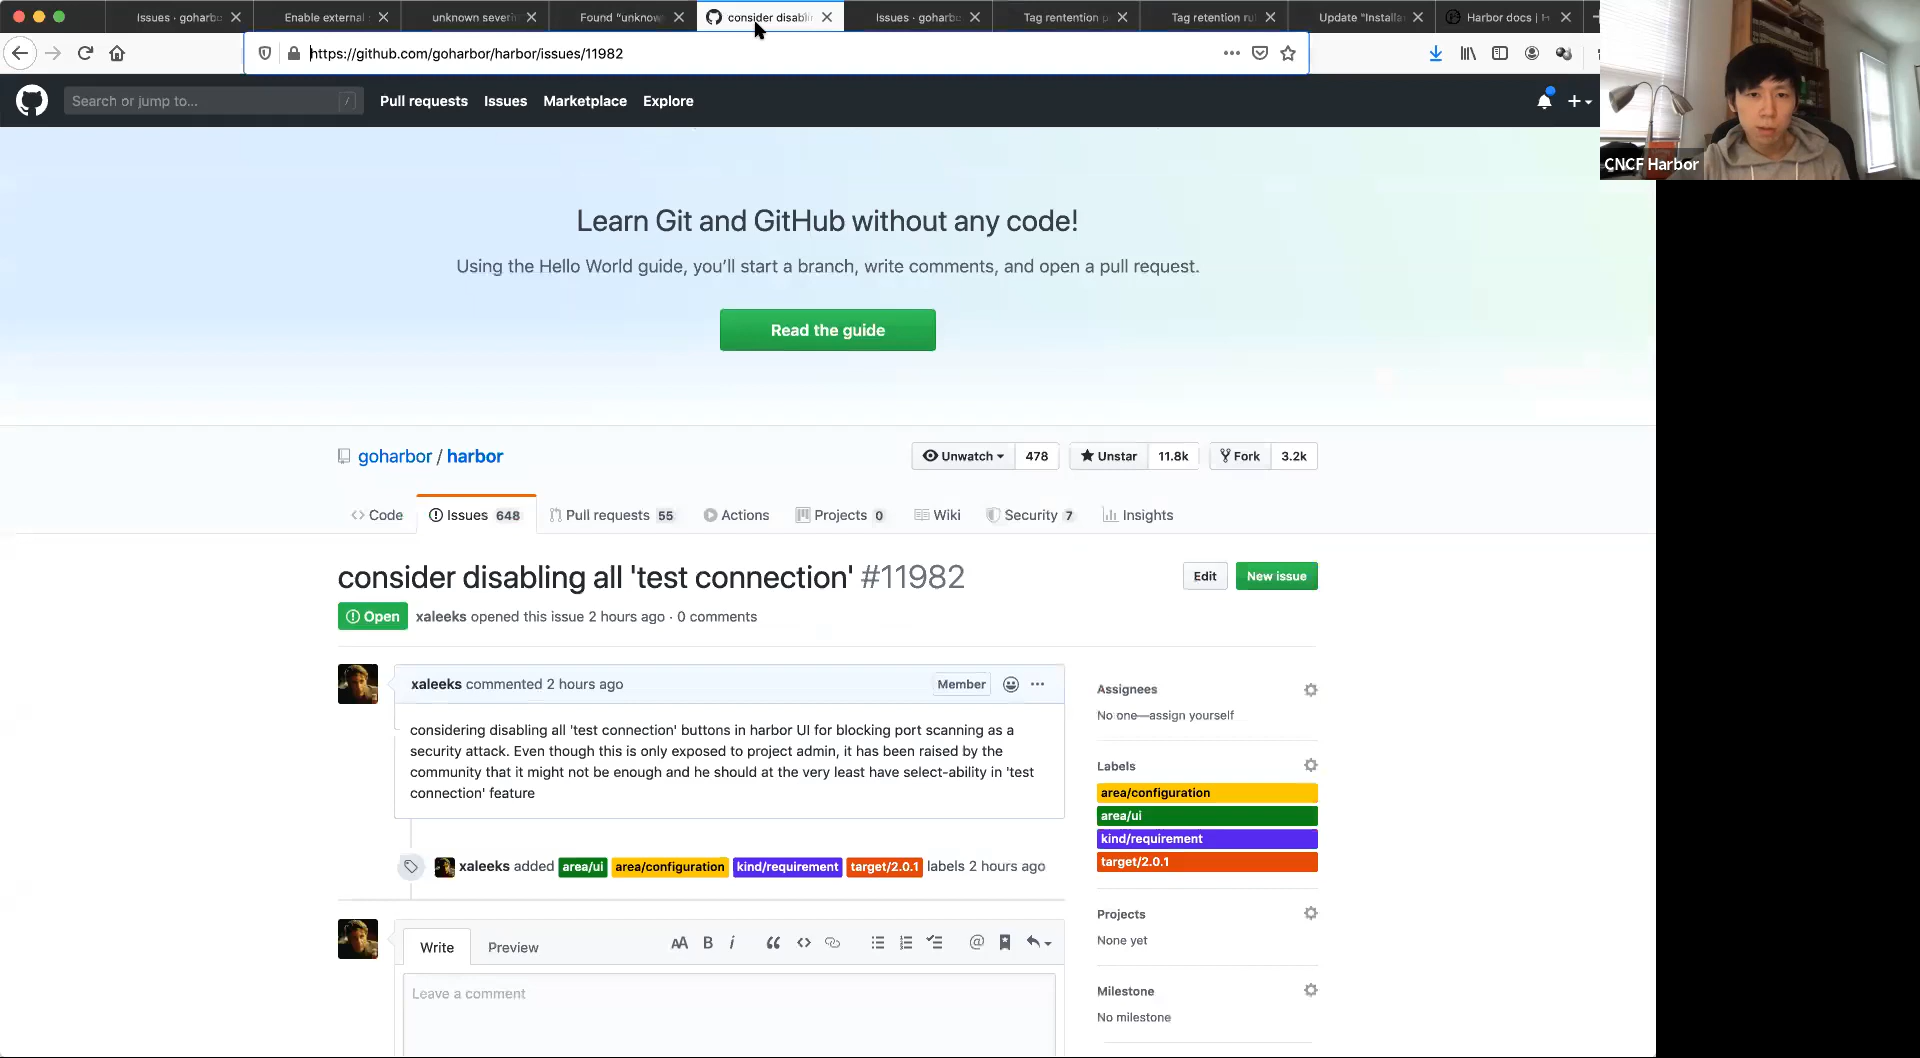 Issues · goharbo
Enable external
unknown severi
Found "unknow
consider disabli
Issues · goharbo
Tag rentention p
Tag retention ru
Update "Installa
Harbor docs | H
https://github.com/goharbor/harbor/issues/11982
Search or jump to...
/
Pull requests
Issues
Marketplace
Explore
CNCF Harbor
Learn Git and GitHub without any code!
Using the Hello World guide, you'll start a branch, write comments, and open a pull request.
Read the guide
goharbor / harbor
Unwatch 478
Unstar 11.8k
Fork 3.2k
Code
Issues 648
Pull requests 55
Actions
Projects 0
Wiki
Security 7
Insights
consider disabling all 'test connection' #11982
Edit
New issue
Open
xaleeks opened this issue 2 hours ago · 0 comments
xaleeks commented 2 hours ago
Member
considering disabling all 'test connection' buttons in harbor UI for blocking port scanning as a
security attack. Even though this is only exposed to project admin, it has been raised by the
community that it might not be enough and he should at the very least have select-ability in 'test
connection' feature
Assignees
No one—assign yourself
Labels
area/configuration
area/ui
kind/requirement
target/2.0.1
xaleeks added area/ui area/configuration kind/requirement target/2.0.1 labels 2 hours ago
Projects
None yet
Write
Preview
AA B i
Leave a comment
Milestone
No milestone